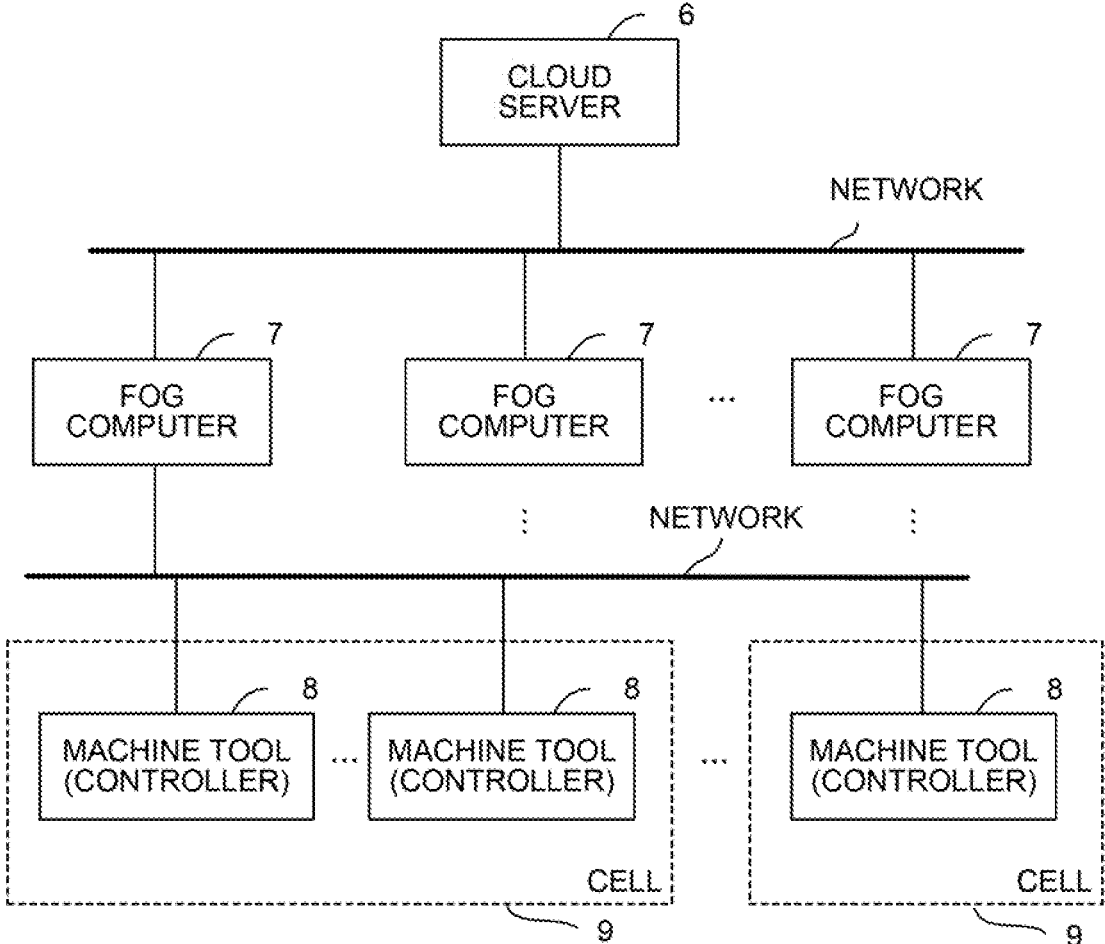 6
CLOUD
SERVER
NETWORK
7
7
7
FOG
COMPUTER
FOG
COMPUTER
...
FOG
COMPUTER
NETWORK
8
8
8
MACHINE TOOL
(CONTROLLER)
...
MACHINE TOOL
(CONTROLLER)
...
MACHINE TOOL
(CONTROLLER)
CELL
CELL
9
9